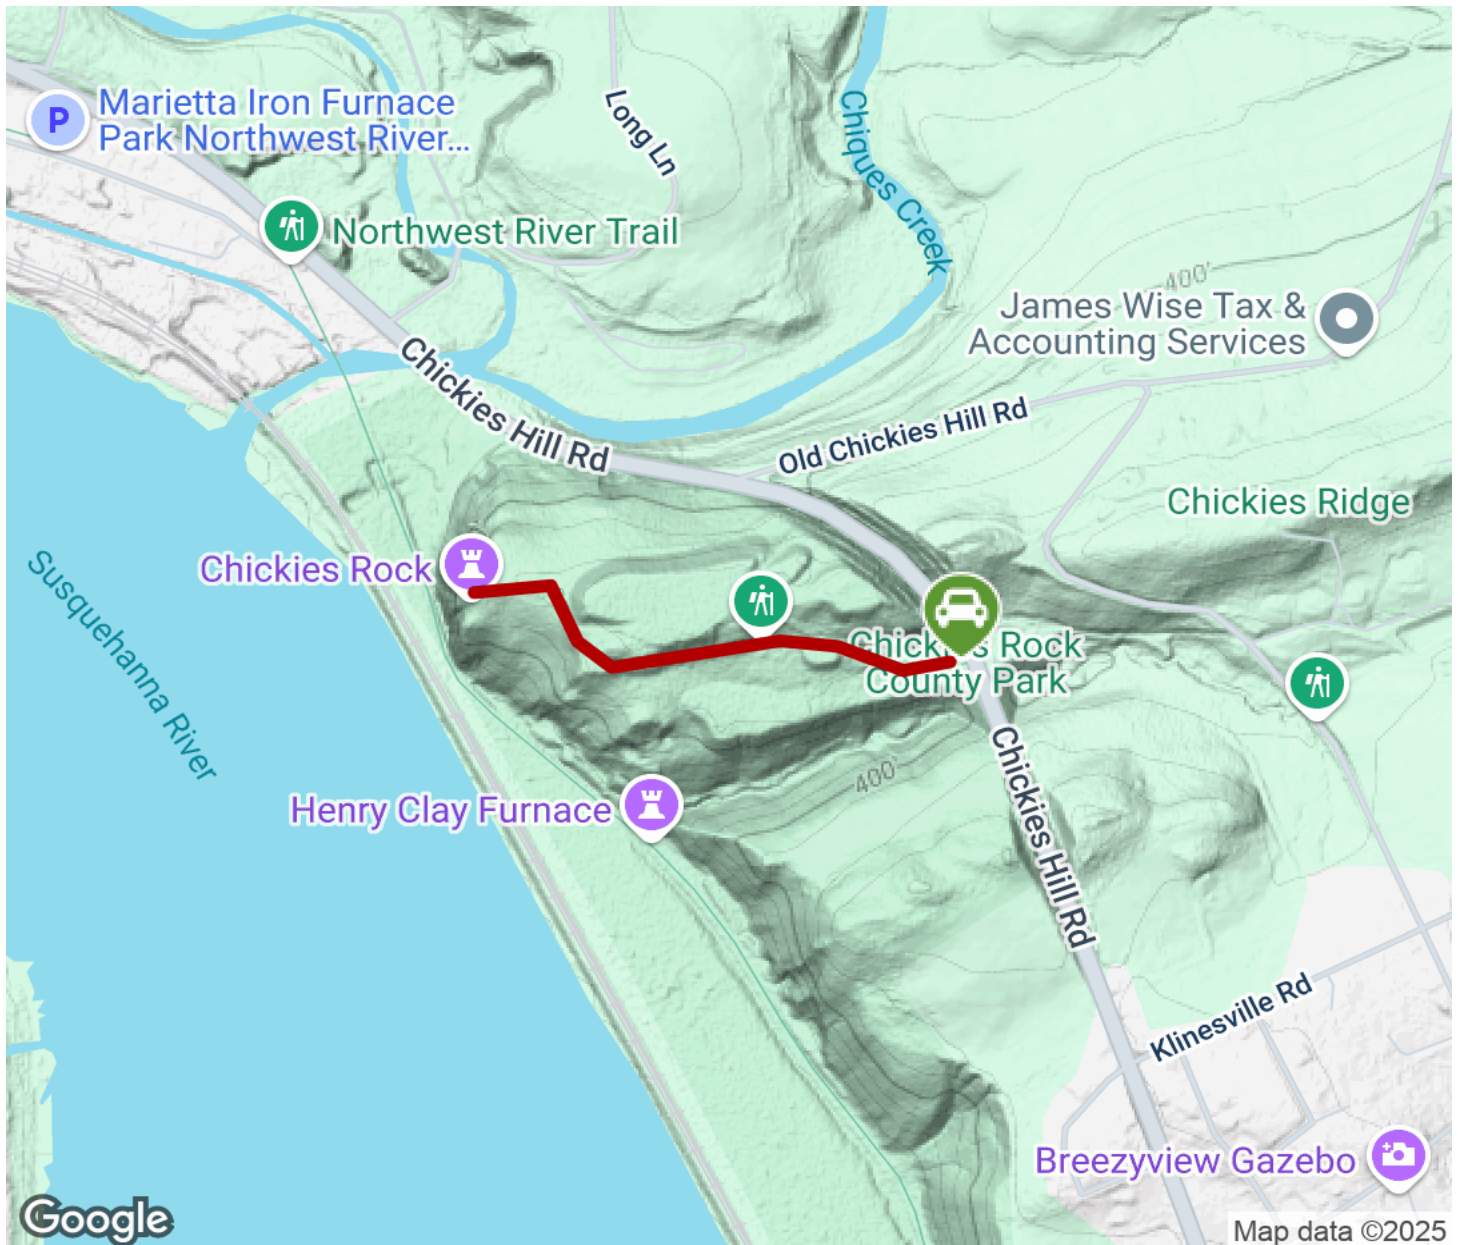 Marietta Iron Furnace
Park Northwest River...
P
Long Ln
Chiques Creek
Northwest River Trail
400'
James Wise Tax &
Accounting Services
Chickies Hill Rd
Old Chickies Hill Rd
Chickies Ridge
Chickies Rock
Susquehanna River
Chickies Rock
County Park
Chickies Hill Rd
400'
Henry Clay Furnace
Klinesville Rd
Breezyview Gazebo
Google
Map data ©2025